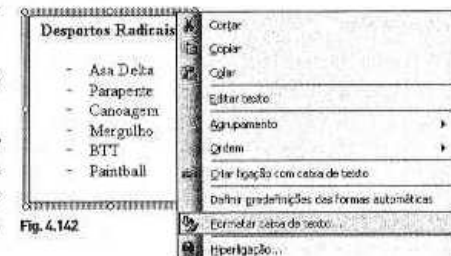 Desportos Radicais
- Asa Delta
- Parapente
- Canoagem
- Mergulho
- BTT
- Paintball
Fig. 4.142
Cortar
Copiar
Colar
Editar texto
Agrupamento
Ordem
Criar ligação com caixa de texto
Definir predefinições das formas automáticas
Formatar caixa de texto...
Hiperligação...